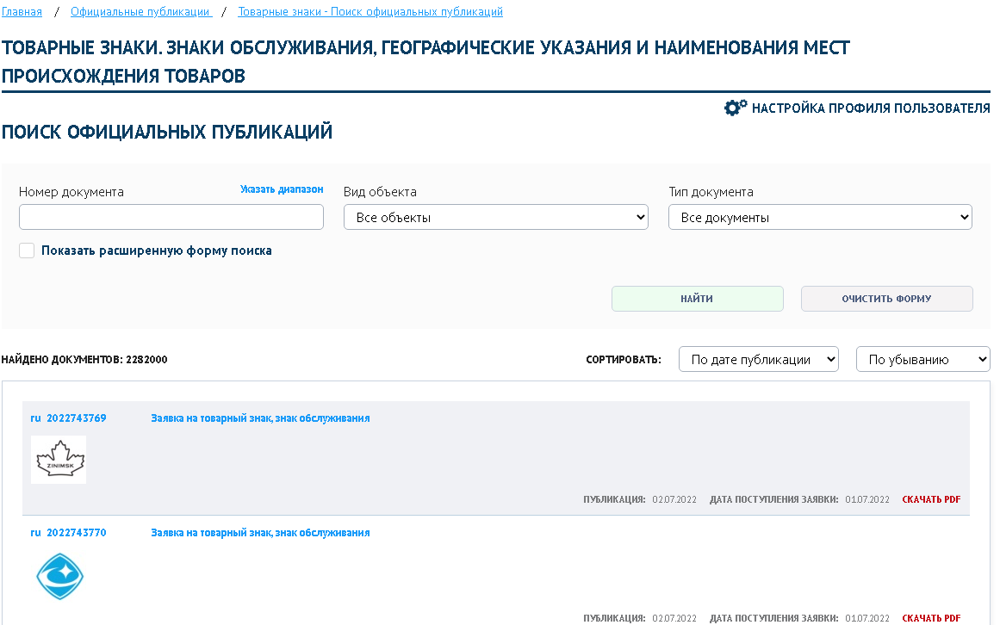 Главная / Официальные публикации / Товарные знаки - Поиск официальных публикаций
ТОВАРНЫЕ ЗНАКИ. ЗНАКИ ОБСЛУЖИВАНИЯ, ГЕОГРАФИЧЕСКИЕ УКАЗАНИЯ И НАИМЕНОВАНИЯ МЕСТ
ПРОИСХОЖДЕНИЯ ТОВАРОВ
НАСТРОЙКА ПРОФИЛЯ ПОЛЬЗОВАТЕЛЯ
ПОИСК ОФИЦИАЛЬНЫХ ПУБЛИКАЦИЙ
Номер документа Указать диапазон Вид объекта Тип документа
Все объекты Все документы
Показать расширенную форму поиска
НАЙТИ ОЧИСТИТЬ ФОРМУ
НАЙДЕНО ДОКУМЕНТОВ: 2282000 СОРТИРОВАТЬ: По дате публикации По убыванию
ru 2022743769 Заявка на товарный знак, знак обслуживания
ZINIMSK
ПУБЛИКАЦИЯ: 02.07.2022 ДАТА ПОСТУПЛЕНИЯ ЗАЯВКИ: 01.07.2022 СКАЧАТЬ PDF
ru 2022743770 Заявка на товарный знак, знак обслуживания
ПУБЛИКАЦИЯ: 02.07.2022 ДАТА ПОСТУПЛЕНИЯ ЗАЯВКИ: 01.07.2022 СКАЧАТЬ PDF